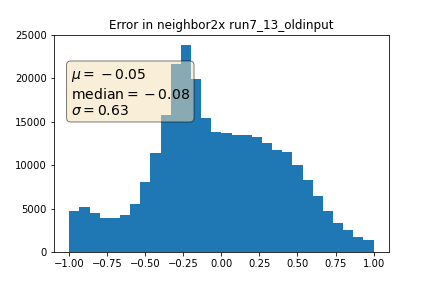 Error in neighbor2x run7_13_oldinput
25000
20000
15000
10000
5000
0
μ = −0.05
median = −0.08
σ = 0.63
−1.00 −0.75 −0.50 −0.25 0.00 0.25 0.50 0.75 1.00